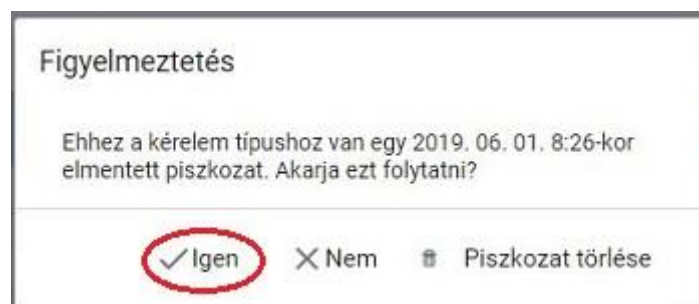 Figyelmeztetés
Ehhez a kérelem típushoz van egy 2019. 06. 01. 8:26-kor
elmentett piszkozat. Akarja ezt folytatni?
Igen Nem Piszkozat törlése